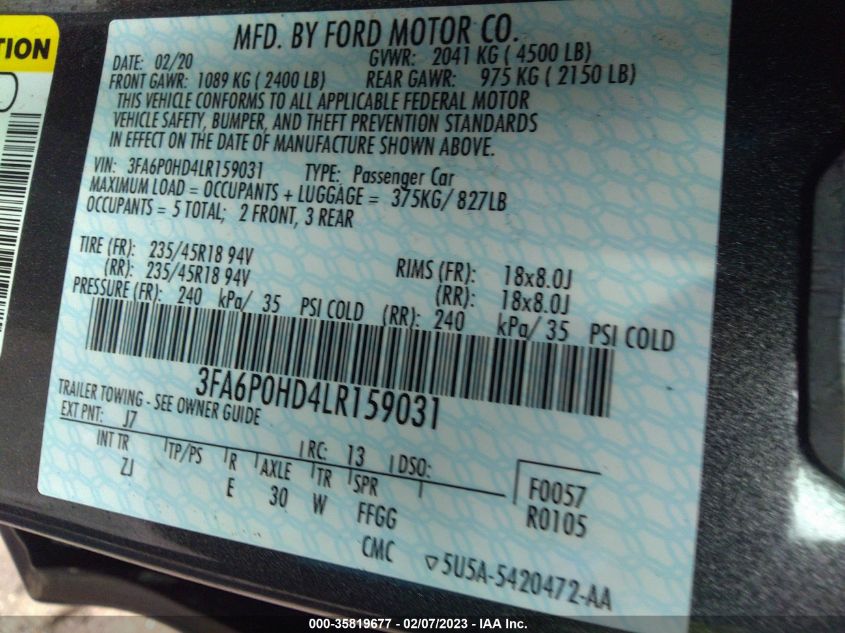 TION
MFD. BY FORD MOTOR CO.
DATE: 02/20 GVWR: 2041 KG ( 4500 LB)
FRONT GAWR: 1089 KG ( 2400 LB) REAR GAWR: 975 KG ( 2150 LB)
THIS VEHICLE CONFORMS TO ALL APPLICABLE FEDERAL MOTOR
VEHICLE SAFETY, BUMPER, AND THEFT PREVENTION STANDARDS
IN EFFECT ON THE DATE OF MANUFACTURE SHOWN ABOVE.
VIN: 3FA6P0HD4LR159031 TYPE: Passenger Car
MAXIMUM LOAD = OCCUPANTS + LUGGAGE = 375KG/ 827LB
OCCUPANTS = 5 TOTAL; 2 FRONT, 3 REAR
TIRE (FR): 235/45R18 94V RIMS (FR): 18x8.0J
(RR): 235/45R18 94V (RR): 18x8.0J
PRESSURE (FR): 240 kPa/ 35 PSI COLD (RR): 240 kPa/ 35 PSI COLD
3FA6P0HD4LR159031
TRAILER TOWING - SEE OWNER GUIDE
EXT PNT: J7 RC: 13 DSO:
INT TR TP/PS R AXLE TR SPR
ZJ E 30 W FFGG
F0057
R0105
CMC ▽5U5A-5420472-AA
000-35819677 - 02/07/2023 - IAA Inc.